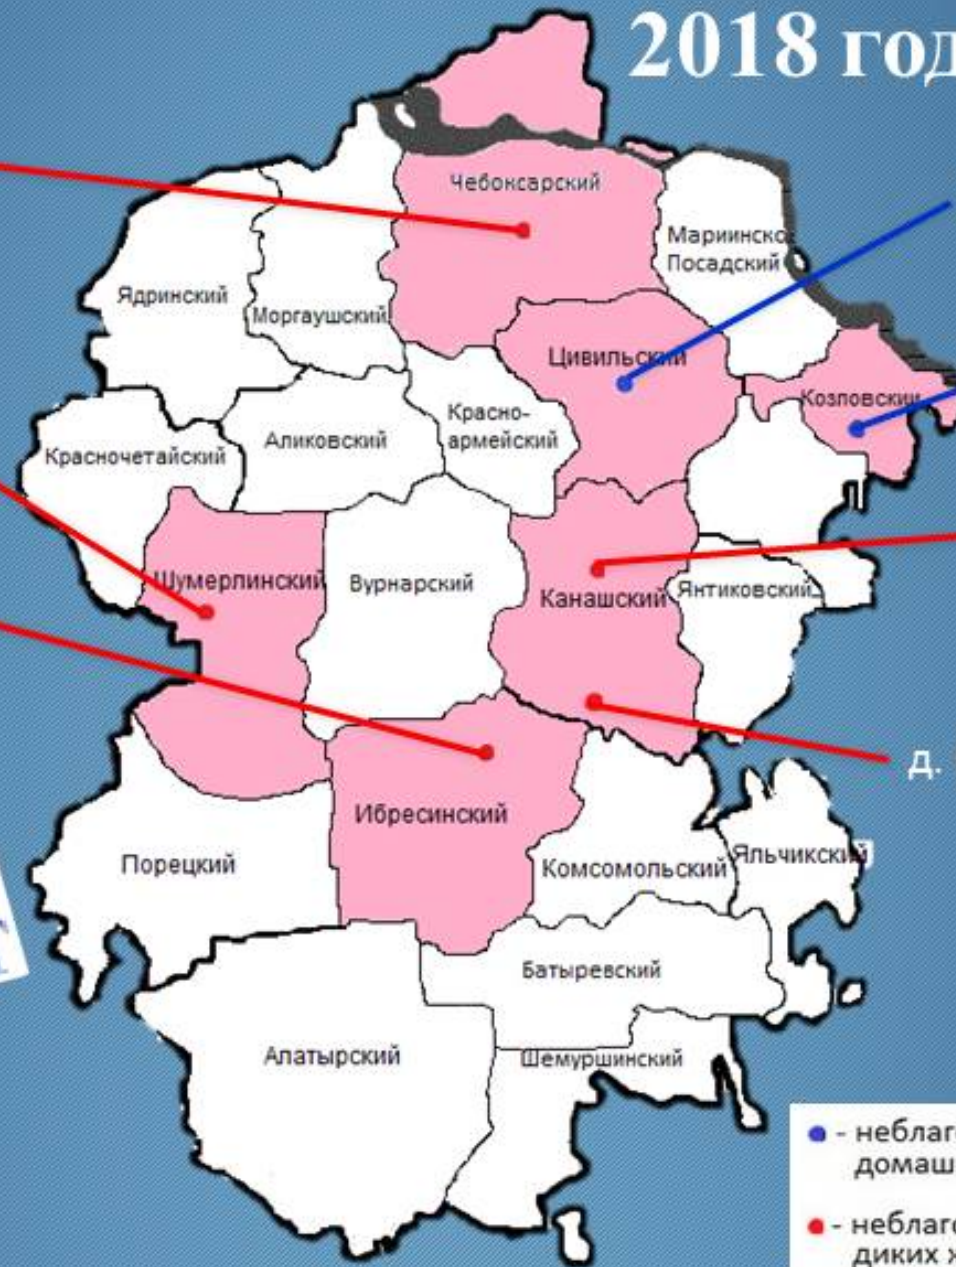 2018 год
Чебоксарский
Мариинско
Посадский
Ядринский
Моргаушский
Цивильский
Козловский
Красно-
армейский
Аликовский
Красночетайский
Шумерлинский
Вурнарский
Канашский
Янтиковский
д.
Ибресинский
Порецкий
Комсомольский
Яльчикский
Батыревский
Алатырский
Шемуршинский
- неблаго
домаш
- неблаго
диких ж